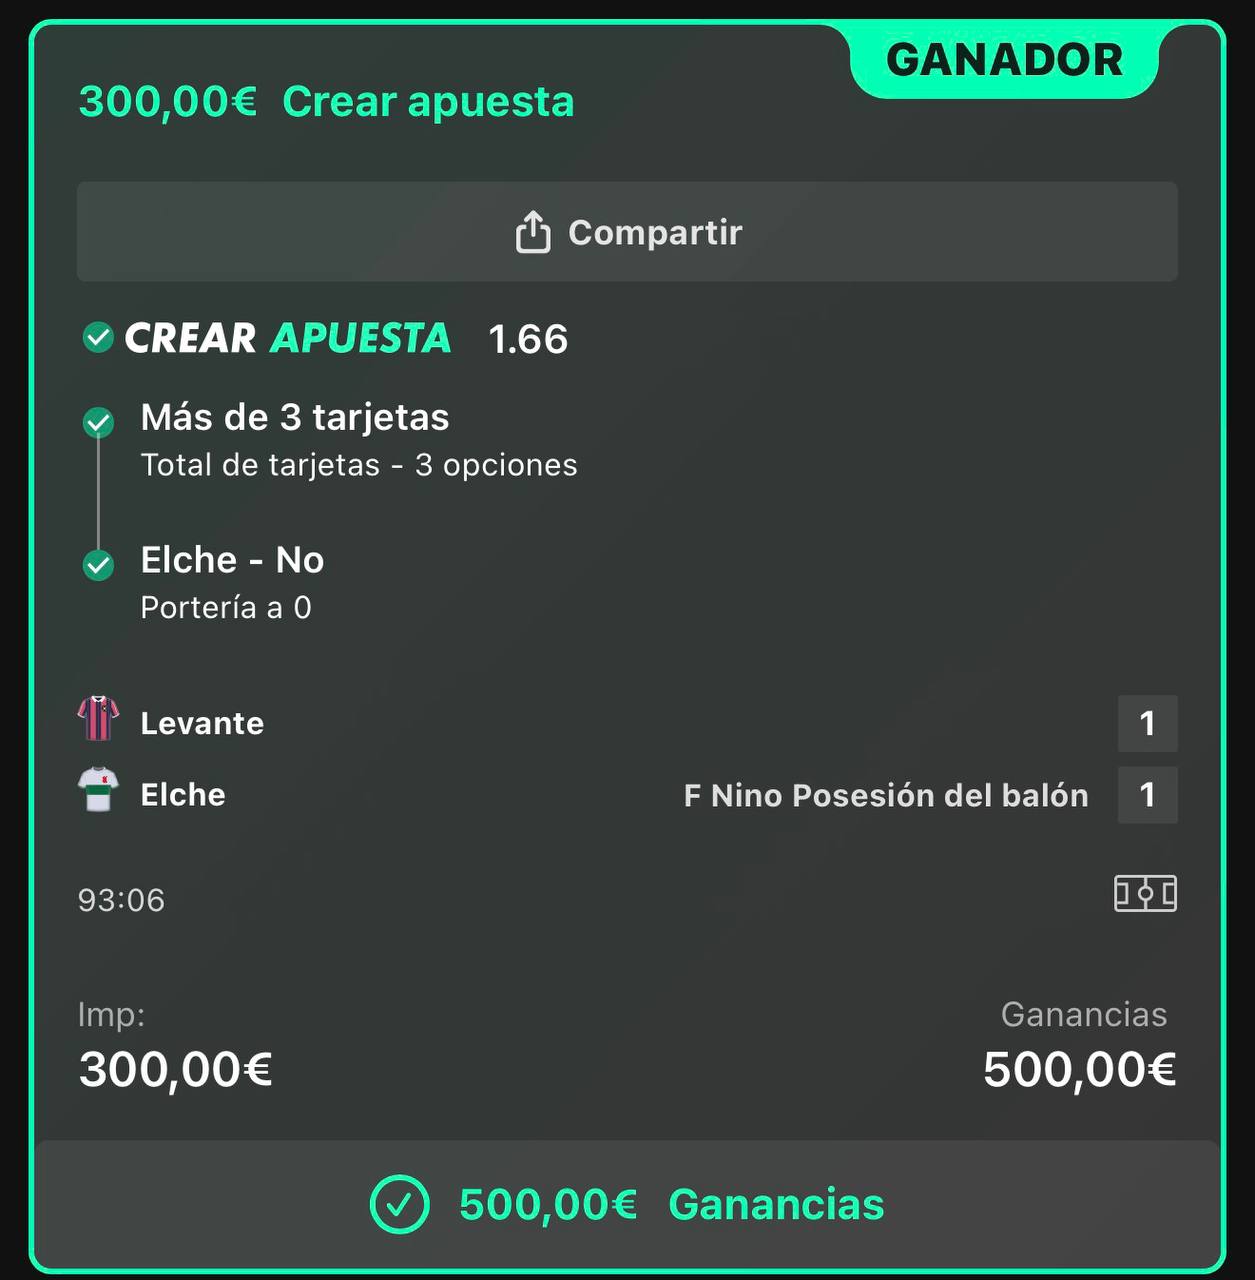 GANADOR
300,00€ Crear apuesta
Compartir
CREAR APUESTA 1.66
Más de 3 tarjetas
Total de tarjetas - 3 opciones
Elche - No
Portería a 0
Levante 1
Elche F Nino Posesión del balón 1
93:06
Imp: Ganancias
300,00€ 500,00€
500,00€ Ganancias